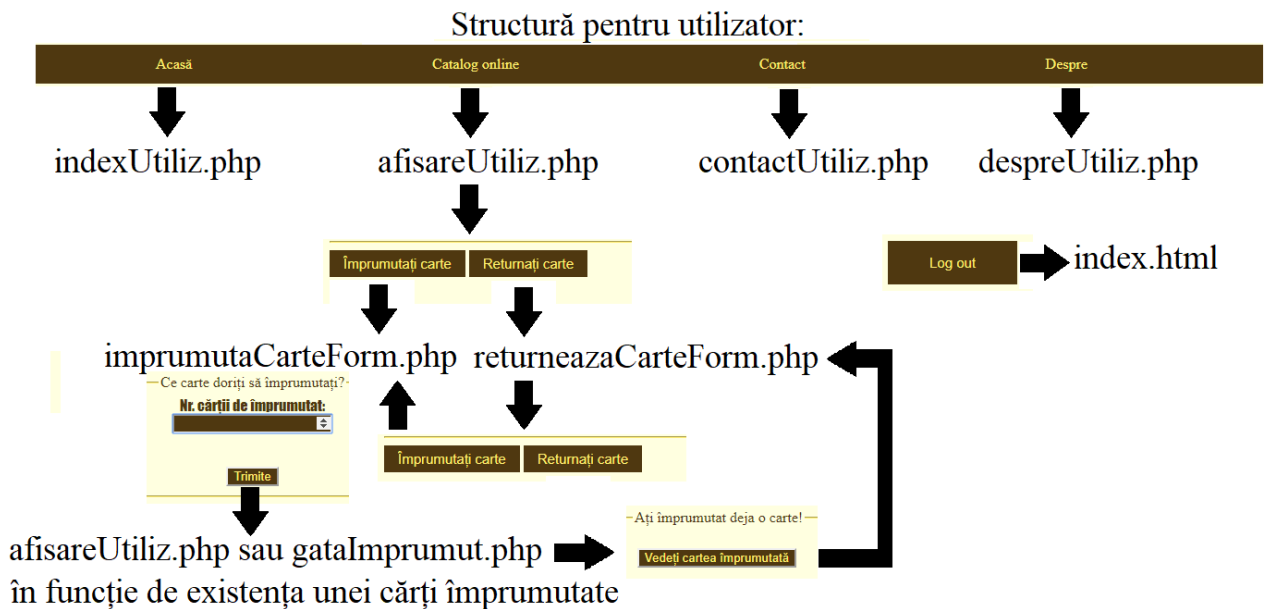 Structură pentru utilizator:
Acasă Catalog online Contact Despre
indexUtiliz.php afisareUtiliz.php contactUtiliz.php despreUtiliz.php
Împrumutați carte Returnați carte
Log out index.html
imprumutaCarteForm.php returneazaCarteForm.php
Ce carte doriți să împrumutați?
Nr. cărții de împrumutat:
Împrumutați carte Returnați carte
Trimite
Ați împrumutat deja o carte!
afisareUtiliz.php sau gataImprumut.php
Vedeți cartea împrumutată
în funcție de existența unei cărți împrumutate